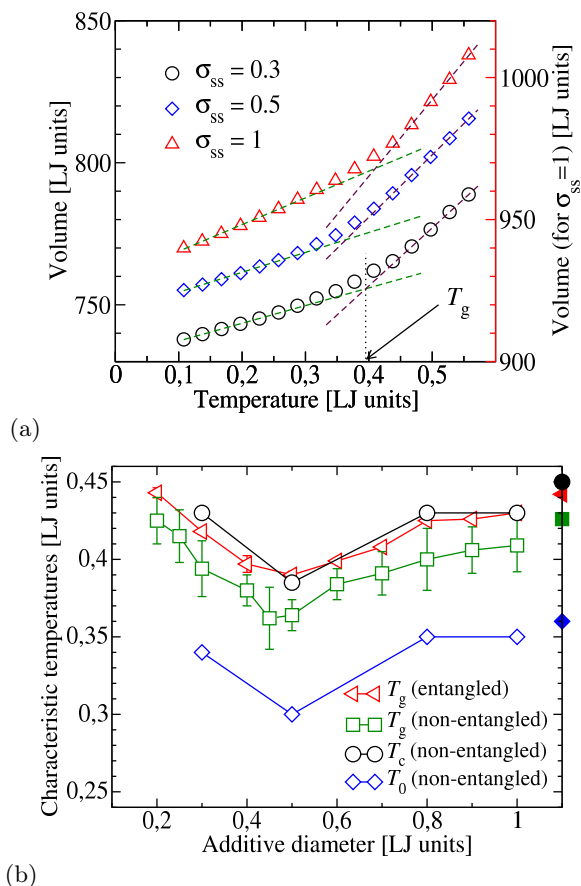 850
800
750
Volume [LJ units]
σss = 0.3
σss = 0.5
σss = 1
1000
950
900
Volume (for σss=1) [LJ units]
Tg
0
0,1
0,2
0,3
0,4
0,5
Temperature [LJ units]
(a)
0,45
0,4
0,35
0,3
0,25
Characteristic temperatures [LJ units]
Tg (entangled)
Tg (non-entangled)
Tc (non-entangled)
T0 (non-entangled)
0,2
0,4
0,6
0,8
1
Additive diameter [LJ units]
(b)